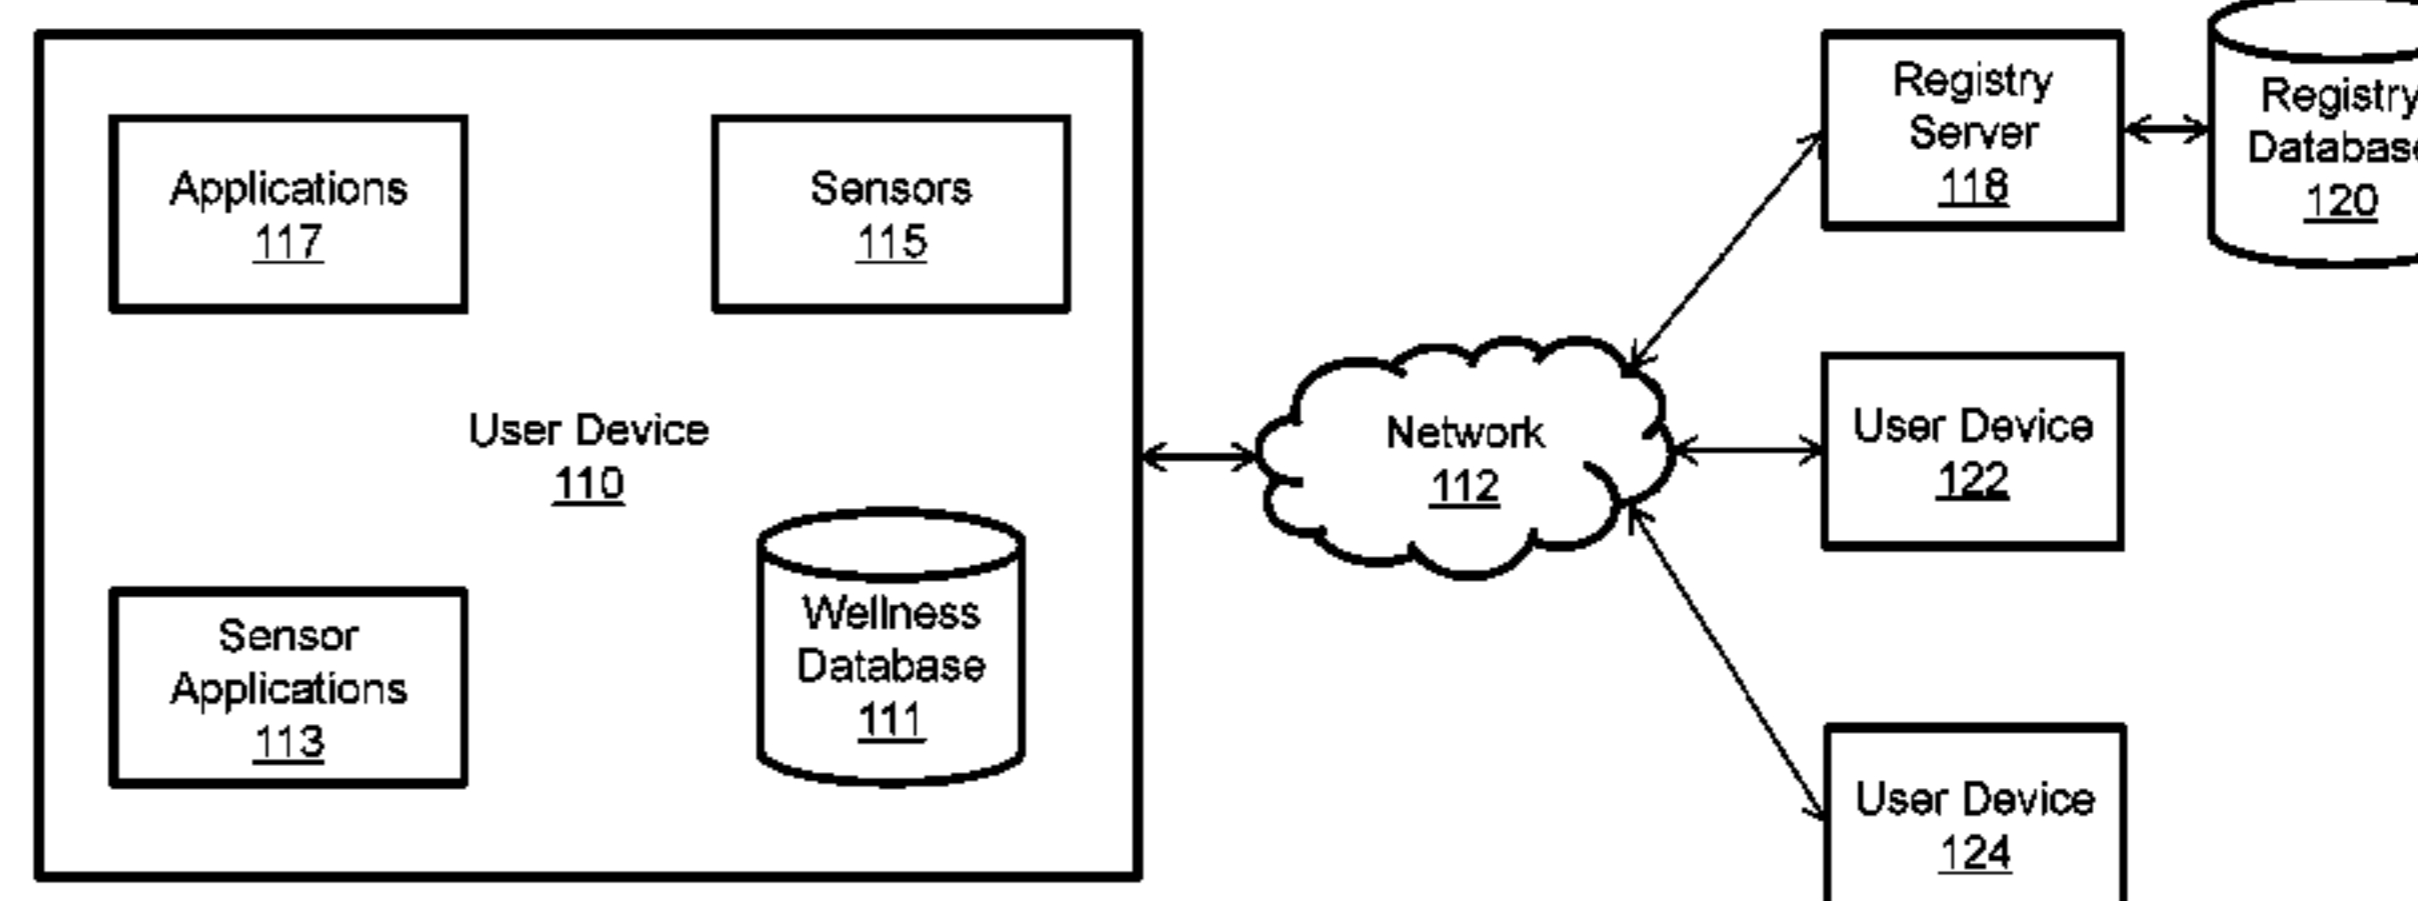 Applications
117
Sensors
115
User Device
110
Sensor
Applications
113
Wellness
Database
111
Network
112
Registry
Server
118
Registry
Database
120
User Device
122
User Device
124